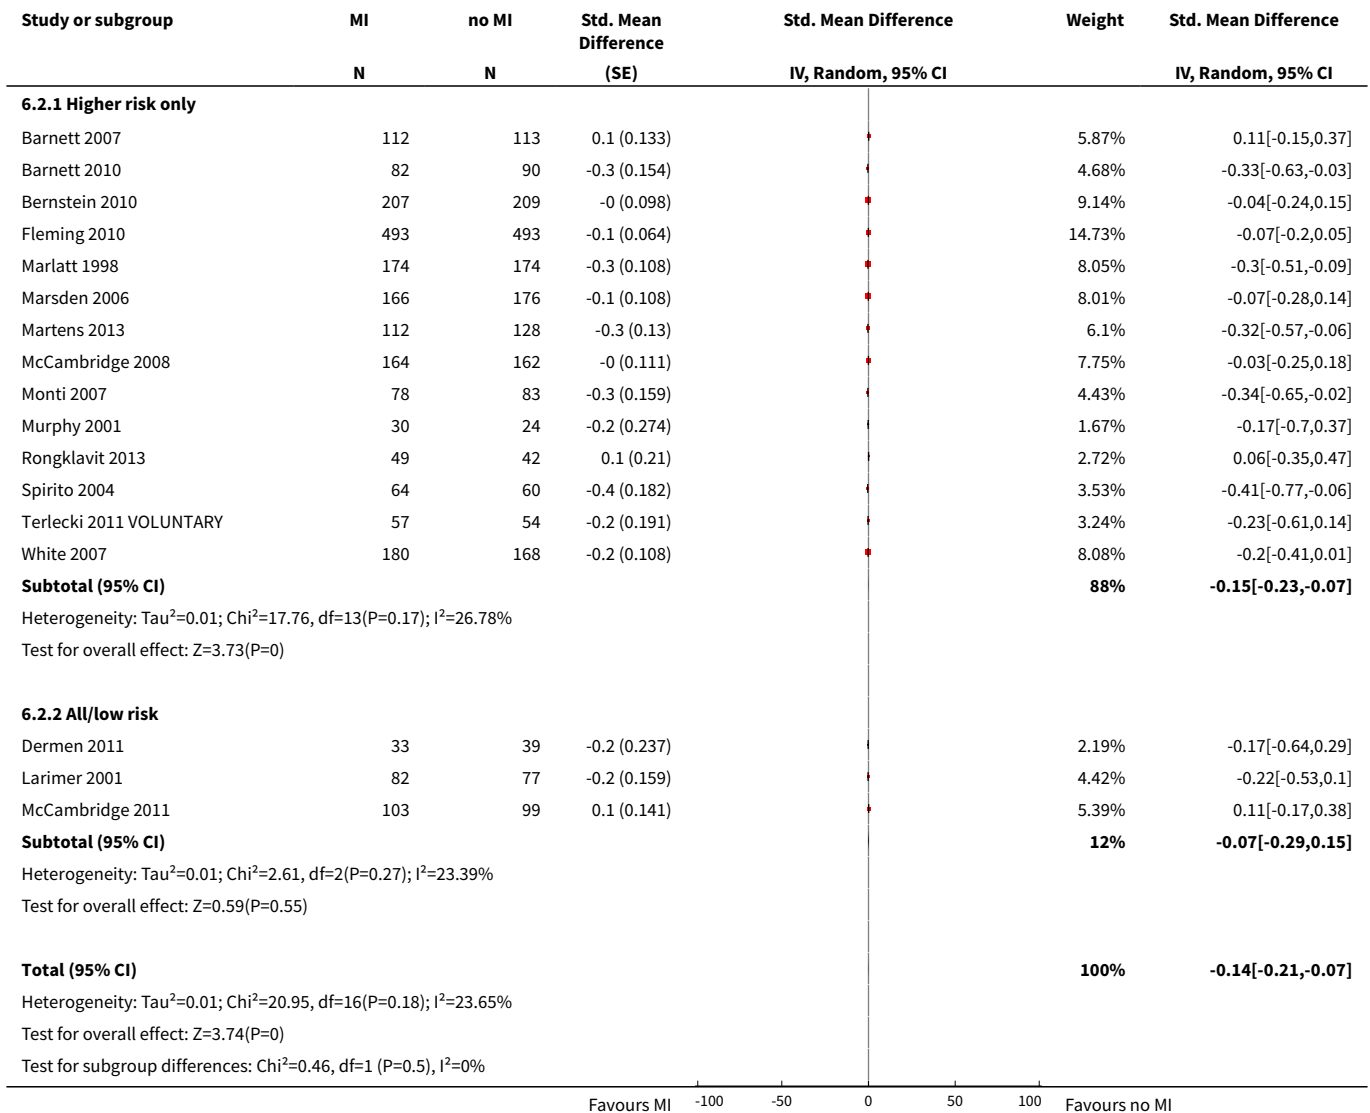 Study or subgroup MI no MI Std. Mean Difference Std. Mean Difference Weight Std. Mean Difference
N N (SE) IV, Random, 95% CI IV, Random, 95% CI
6.2.1 Higher risk only
Barnett 2007 112 113 0.1 (0.133) 5.87% 0.11[-0.15,0.37]
Barnett 2010 82 90 -0.3 (0.154) 4.68% -0.33[-0.63,-0.03]
Bernstein 2010 207 209 -0 (0.098) 9.14% -0.04[-0.24,0.15]
Fleming 2010 493 493 -0.1 (0.064) 14.73% -0.07[-0.2,0.05]
Marlatt 1998 174 174 -0.3 (0.108) 8.05% -0.3[-0.51,-0.09]
Marsden 2006 166 176 -0.1 (0.108) 8.01% -0.07[-0.28,0.14]
Martens 2013 112 128 -0.3 (0.13) 6.1% -0.32[-0.57,-0.06]
McCambridge 2008 164 162 -0 (0.111) 7.75% -0.03[-0.25,0.18]
Monti 2007 78 83 -0.3 (0.159) 4.43% -0.34[-0.65,-0.02]
Murphy 2001 30 24 -0.2 (0.274) 1.67% -0.17[-0.7,0.37]
Rongklavit 2013 49 42 0.1 (0.21) 2.72% 0.06[-0.35,0.47]
Spirito 2004 64 60 -0.4 (0.182) 3.53% -0.41[-0.77,-0.06]
Terlecki 2011 VOLUNTARY 57 54 -0.2 (0.191) 3.24% -0.23[-0.61,0.14]
White 2007 180 168 -0.2 (0.108) 8.08% -0.2[-0.41,0.01]
Subtotal (95% CI) 88% -0.15[-0.23,-0.07]
Heterogeneity: Tau²=0.01; Chi²=17.76, df=13(P=0.17); I²=26.78%
Test for overall effect: Z=3.73(P=0)
6.2.2 All/low risk
Dermen 2011 33 39 -0.2 (0.237) 2.19% -0.17[-0.64,0.29]
Larimer 2001 82 77 -0.2 (0.159) 4.42% -0.22[-0.53,0.1]
McCambridge 2011 103 99 0.1 (0.141) 5.39% 0.11[-0.17,0.38]
Subtotal (95% CI) 12% -0.07[-0.29,0.15]
Heterogeneity: Tau²=0.01; Chi²=2.61, df=2(P=0.27); I²=23.39%
Test for overall effect: Z=0.59(P=0.55)
Total (95% CI) 100% -0.14[-0.21,-0.07]
Heterogeneity: Tau²=0.01; Chi²=20.95, df=16(P=0.18); I²=23.65%
Test for overall effect: Z=3.74(P=0)
Test for subgroup differences: Chi²=0.46, df=1 (P=0.5), I²=0%
Favours MI -100 -50 0 50 100 Favours no MI